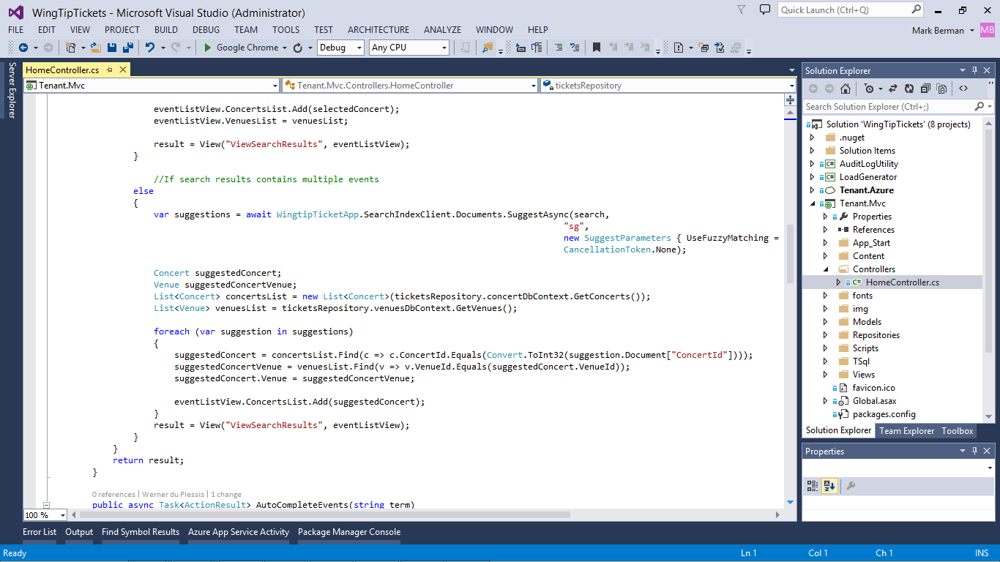 WingTipTickets - Microsoft Visual Studio (Administrator)
Quick Launch (Ctrl+Q)
FILE EDIT VIEW PROJECT BUILD DEBUG TEAM TOOLS TEST ARCHITECTURE ANALYZE WINDOW HELP
Mark Berman MB
Google Chrome Debug Any CPU
Server Explorer
HomeController.cs
Tenant.Mvc Tenant.Mvc.Controllers.HomeController ticketsRepository
eventListView.ConcertsList.Add(selectedConcert);
eventListView.VenuesList = venuesList;
result = View("ViewSearchResults", eventListView);
}
//If search results contains multiple events
else
{
var suggestions = await WingtipTicketApp.SearchIndexClient.Documents.SuggestAsync(search,
"sg",
new SuggestParameters { UseFuzzyMatching =
CancellationToken.None);
Concert suggestedConcert;
Venue suggestedConcertVenue;
List<Concert> concertsList = new List<Concert>(ticketsRepository.concertDbContext.GetConcerts());
List<Venue> venuesList = ticketsRepository.venuesDbContext.GetVenues();
foreach (var suggestion in suggestions)
{
suggestedConcert = concertsList.Find(c => c.ConcertId.Equals(Convert.ToInt32(suggestion.Document["ConcertId"])));
suggestedConcertVenue = venuesList.Find(v => v.VenueId.Equals(suggestedConcert.VenueId));
suggestedConcert.Venue = suggestedConcertVenue;
eventListView.ConcertsList.Add(suggestedConcert);
}
result = View("ViewSearchResults", eventListView);
}
}
return result;
}
0 references | Werner du Plessis | 1 change
public async Task<ActionResult> AutoCompleteEvents(string term)
100 %
Solution Explorer
Search Solution Explorer (Ctrl+;)
Solution 'WingTipTickets' (8 projects)
.nuget
Solution Items
C# AuditLogUtility
C# LoadGenerator
Tenant.Azure
Tenant.Mvc
Properties
References
App_Start
Content
Controllers
C# HomeController.cs
fonts
img
Models
Repositories
Scripts
TSql
Views
favicon.ico
Global.asax
packages.config
Solution Explorer Team Explorer Toolbox
Properties
Error List Output Find Symbol Results Azure App Service Activity Package Manager Console
Ready Ln 1 Col 1 Ch 1 INS